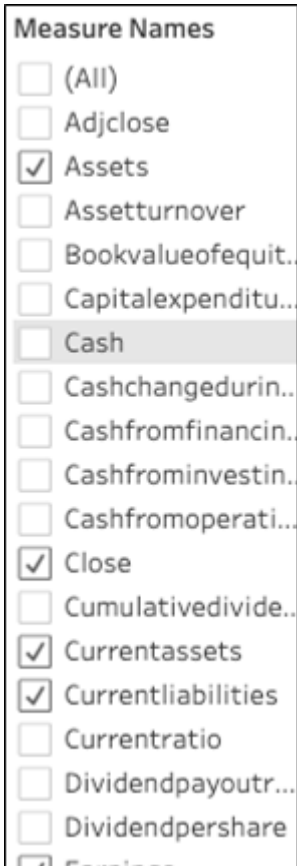 Measure Names
(All)
Adjclose
Assets
Assetturnover
Bookvalueofequit..
Capitalexpenditu...
Cash
Cashchangedurin..
Cashfromfinancin..
Cashfrominvestin..
Cashfromoperati...
Close
Cumulativedivide..
Currentassets
Currentliabilities
Currentratio
Dividendpayoutr...
Dividendpershare